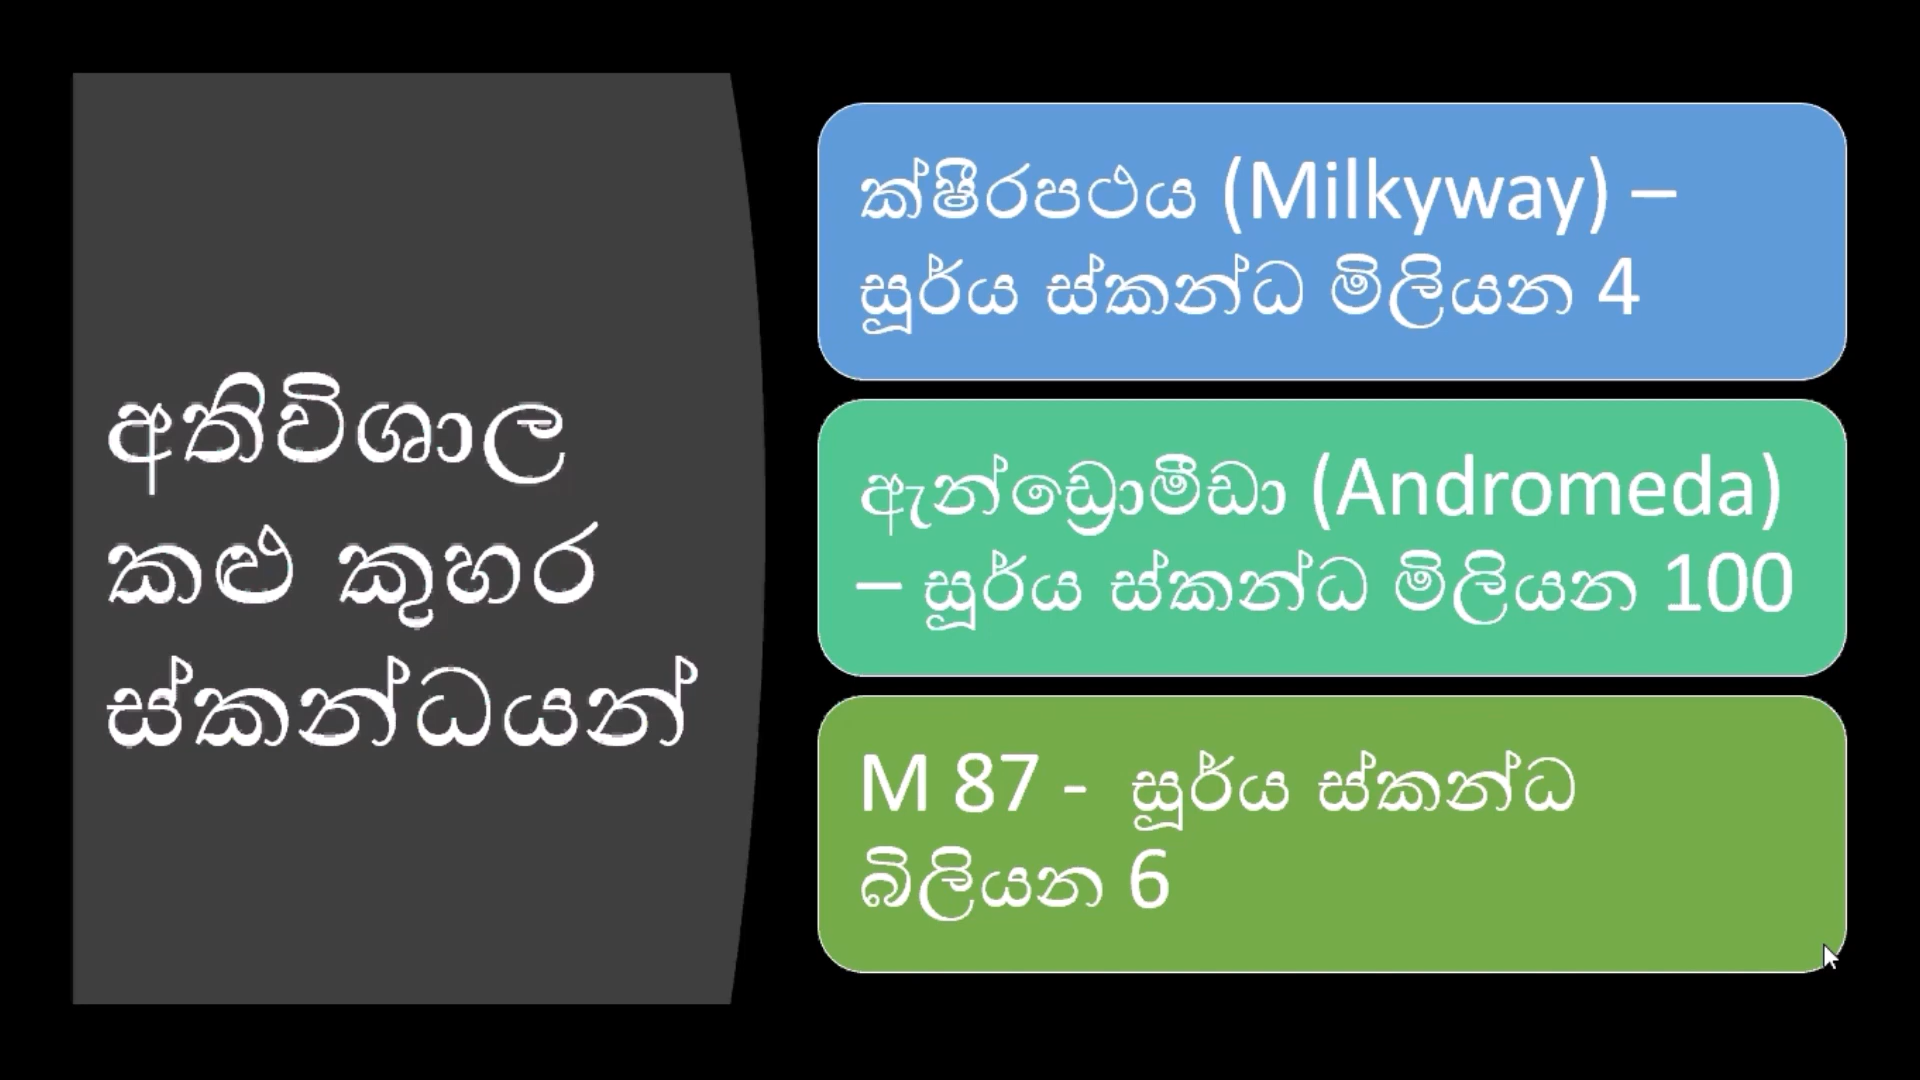 අතිවිශාල
කළු කුහර
ස්කන්ධයන්
ක්ෂීරපථය (Milkyway) –
සූර්ය ස්කන්ධ මිලියන 4
ඇන්ඩ්‍රොමීඩා (Andromeda)
– සූර්ය ස්කන්ධ මිලියන 100
M 87 - සූර්ය ස්කන්ධ
බිලියන 6